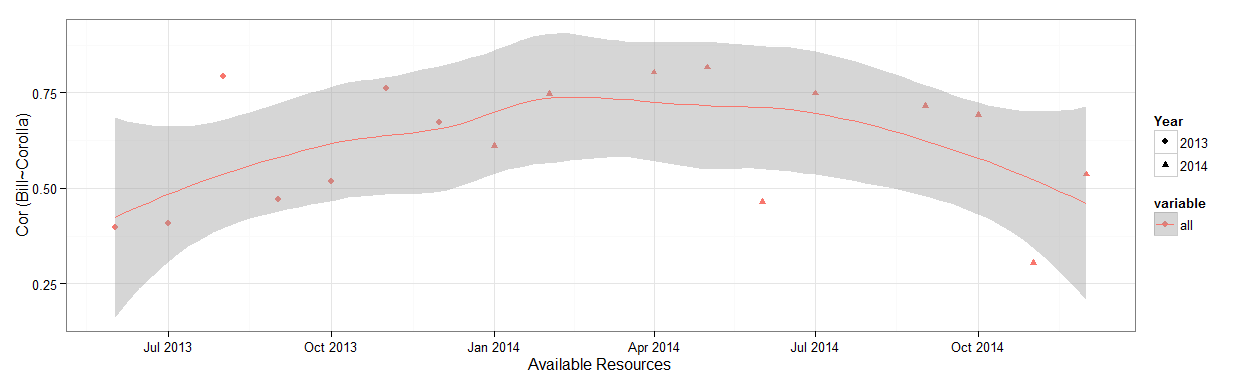 Cor (Bill~Corolla)
0.75
0.50
0.25
Jul 2013
Oct 2013
Jan 2014
Apr 2014
Jul 2014
Oct 2014
Available Resources
Year
2013
2014
variable
all